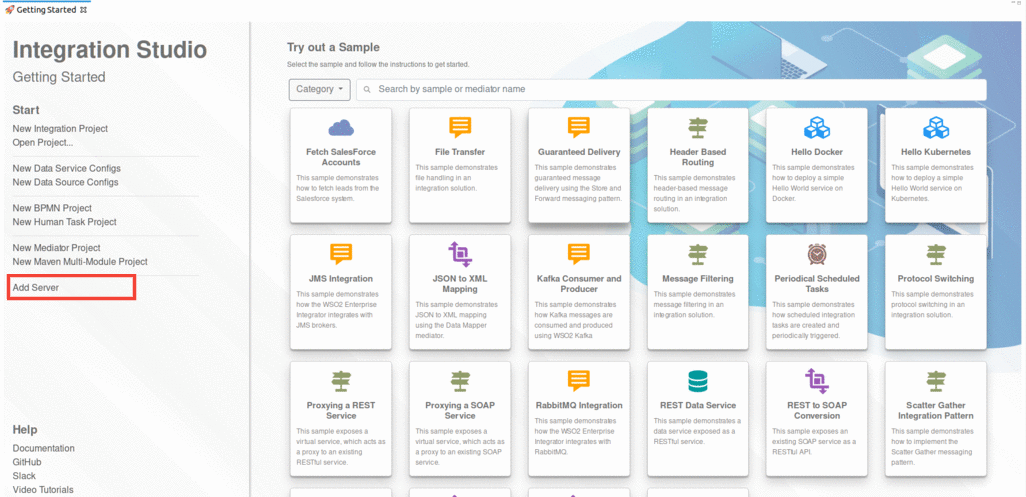 Getting Started
Integration Studio
Getting Started
Start
New Integration Project
Open Project...
New Data Service Configs
New Data Source Configs
New BPMN Project
New Human Task Project
New Mediator Project
New Maven Multi-Module Project
Add Server
Help
Documentation
GitHub
Slack
Video Tutorials
Try out a Sample
Select the sample and follow the instructions to get started.
Category
Search by sample or mediator name
Fetch SalesForce
Accounts
This sample demonstrates
how to fetch leads from the
Salesforce system.
File Transfer
This sample demonstrates
file handling in an
integration solution.
Guaranteed Delivery
This sample demonstrates
guaranteed message
delivery using the Store and
Forward messaging pattern.
Header Based
Routing
This sample demonstrates
header-based message
routing in an integration
solution.
Hello Docker
This sample demonstrates
how to deploy a simple
Hello World service on
Docker.
Hello Kubernetes
This sample demonstrates
how to deploy a simple
Hello World service on
Kubernetes.
JMS Integration
This sample demonstrates
how the WSO2 Enterprise
Integrator integrates with
JMS brokers.
JSON to XML
Mapping
This sample demonstrates
JSON to XML mapping
using the Data Mapper
mediator.
Kafka Consumer and
Producer
This sample demonstrates
how Kafka messages are
consumed and produced
using WSO2 Kafka
Message Filtering
This sample demonstrates
message filtering in an
integration solution.
Periodical Scheduled
Tasks
This sample demonstrates
how scheduled integration
tasks are created and
periodically triggered.
Protocol Switching
This sample demonstrates
protocol switching in an
integration solution.
Proxying a REST
Service
This sample exposes a
virtual service, which acts as
a proxy to an existing
RESTful service.
Proxying a SOAP
Service
This sample exposes a
virtual service, which acts as
a proxy to an existing SOAP
service.
RabbitMQ Integration
This sample demonstrates
how the WSO2 Enterprise
Integrator integrates with
RabbitMQ.
REST Data Service
This sample demonstrates a
data service exposed as a
RESTful service.
REST to SOAP
Conversion
This sample exposes an
existing SOAP service as a
RESTful API.
Scatter Gather
Integration Pattern
This sample demonstrates
how to implement the
Scatter Gather messaging
pattern.